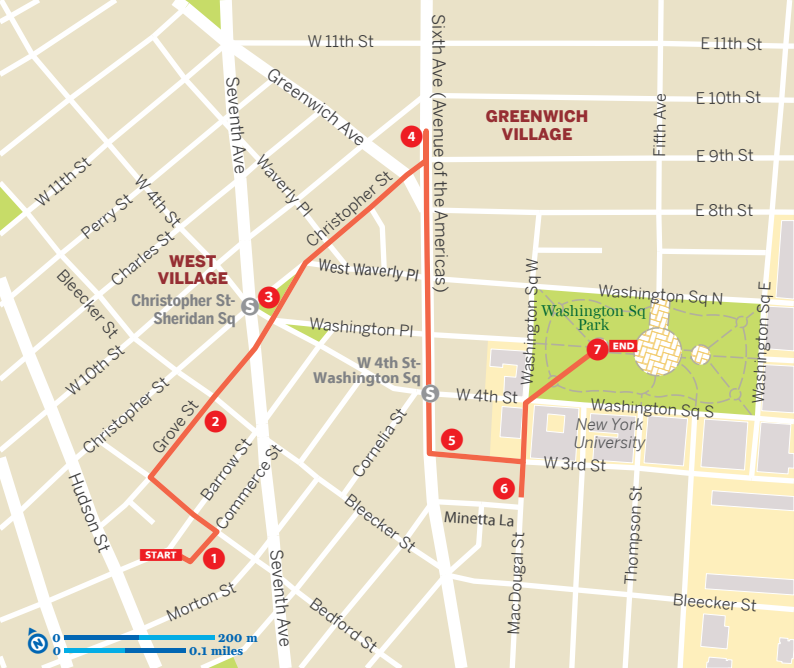 W 11th St
E 11th St
Sixth Ave (Avenue of the Americas)
Greenwich Ave
Seventh Ave
E 10th St
GREENWICH
VILLAGE
Fifth Ave
4
E 9th St
W 11th St
Waverly Pl
W 4th St
Perry St
Christopher St
E 8th St
Charles St
WEST
VILLAGE
West Waverly Pl
Bleecker St
Christopher St-
Sheridan Sq
S
3
Washington Sq W
Washington Sq N
Washington Sq E
Washington Sq
Park
Washington Pl
7
END
W 10th St
W 4th St-
Washington Sq
S
W 4th St
Washington Sq S
Christopher St
Grove St
2
Cornelia St
New York
University
5
Barrow St
W 3rd St
Commerce St
6
Hudson St
Bleecker St
Minetta La
Thompson St
START
1
MacDougal St
Seventh Ave
Morton St
Bedford St
Bleecker St
N
0
200 m
0
0.1 miles